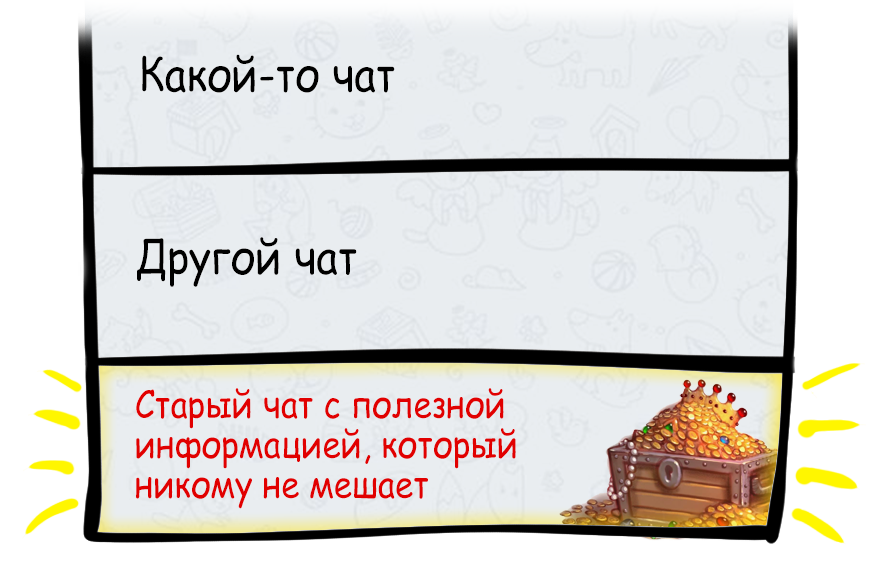 Какой-то чат
Другой чат
Старый чат с полезной
информацией, который
никому не мешает